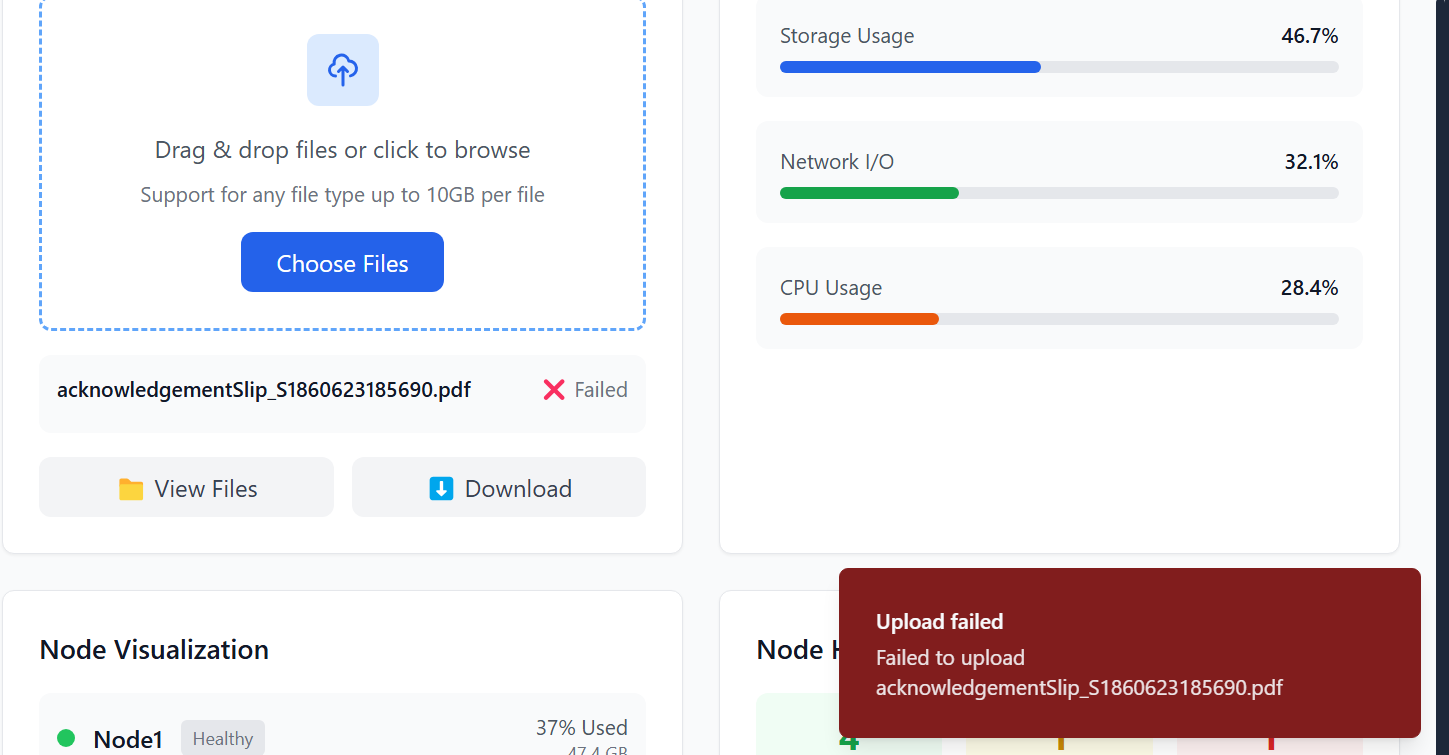 Drag & drop files or click to browse
Support for any file type up to 10GB per file
Choose Files
acknowledgementSlip_S1860623185690.pdf
Failed
View Files
Download
Storage Usage
46.7%
Network I/O
32.1%
CPU Usage
28.4%
Node Visualization
Node1
Healthy
37% Used
47.4 GB
Node
4
Upload failed
Failed to upload
acknowledgementSlip_S1860623185690.pdf